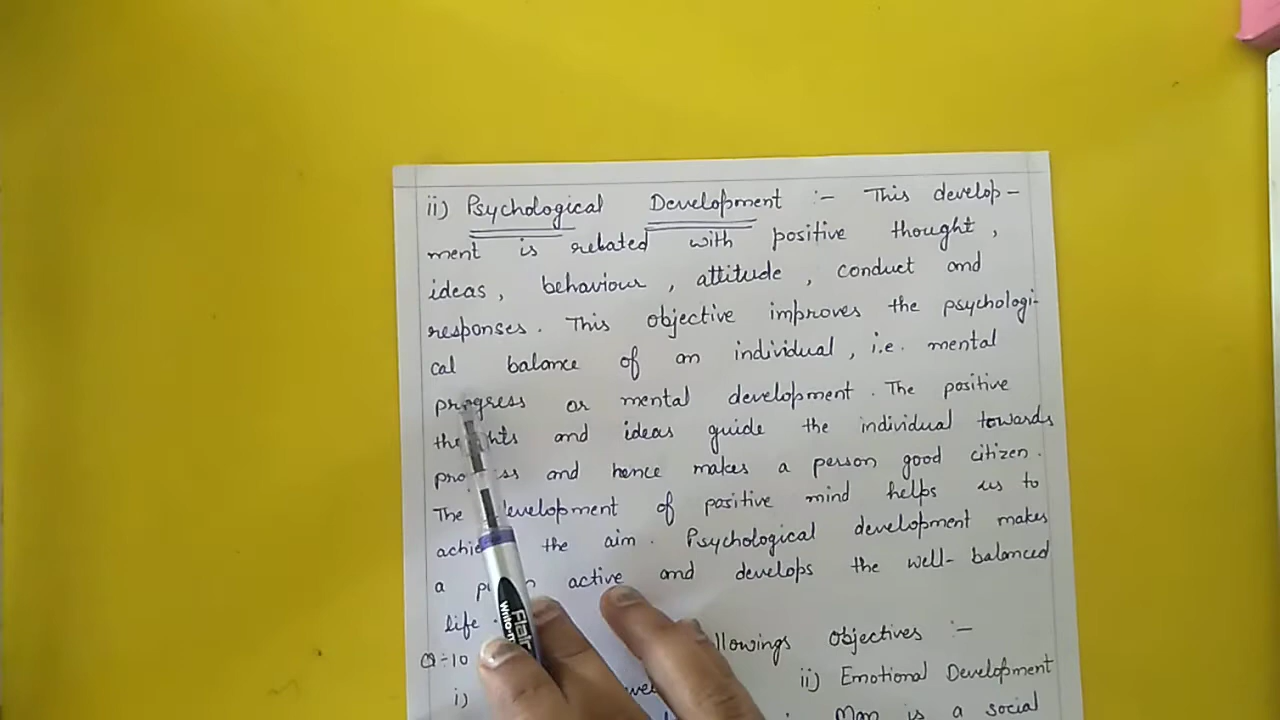 ii) Psychological Development :- This develop-
ment is related with positive thought,
ideas, behaviour, attitude, conduct and
responses. This objective improves the psychologi-
cal balance of an individual, i.e. mental
progress or mental development. The positive
and ideas guide the individual towards
and hence makes a person good citizen.
The development of positive mind helps us to
the aim. Psychological development makes
a active and develops the well-balanced
life.
Q:-10 Objectives :-
i) ii) Emotional Development
Man is a social
Flair